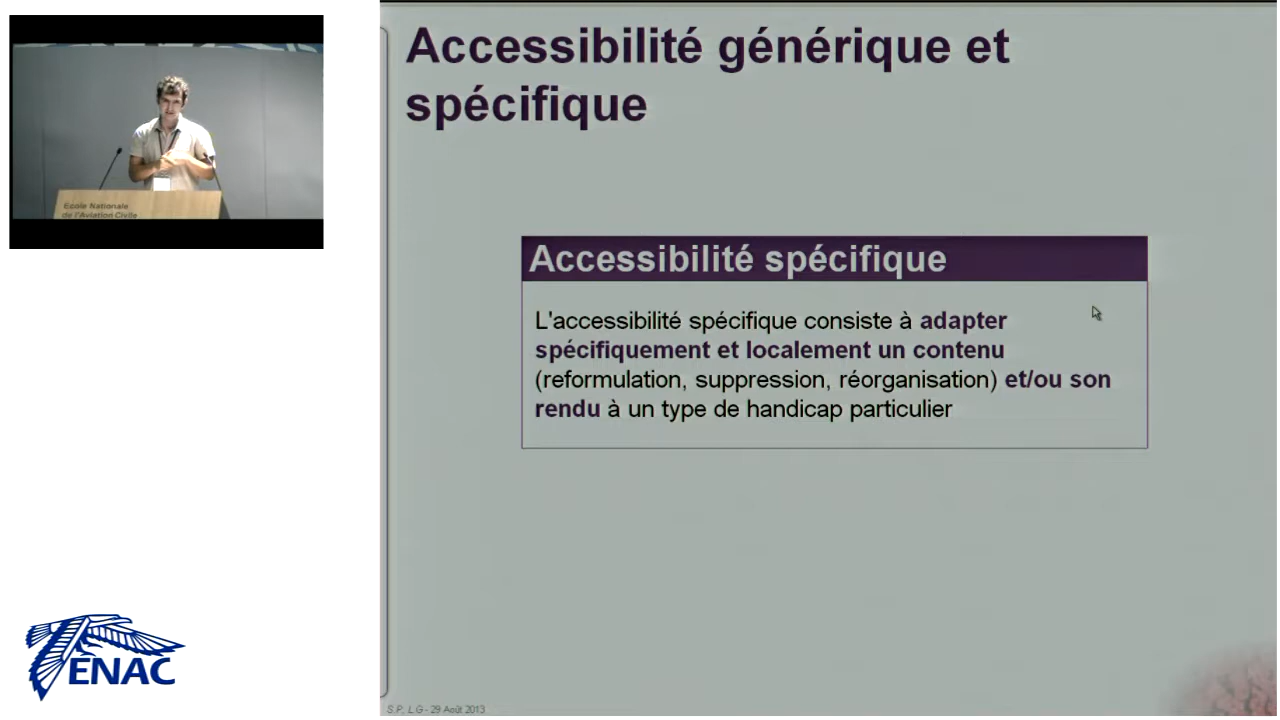 Ecole Nationale
de l'Aviation Civile
Accessibilité générique et
spécifique
Accessibilité spécifique
L'accessibilité spécifique consiste à adapter
spécifiquement et localement un contenu
(reformulation, suppression, réorganisation) et/ou son
rendu à un type de handicap particulier
ENAC
S.P, L.G - 29 Août 2013